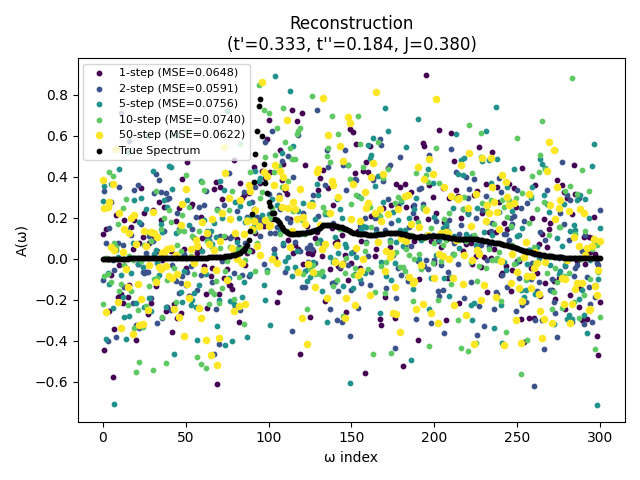 Reconstruction
(t'=0.333, t''=0.184, J=0.380)
1-step (MSE=0.0648)
2-step (MSE=0.0591)
5-step (MSE=0.0756)
10-step (MSE=0.0740)
50-step (MSE=0.0622)
True Spectrum
A(ω)
0.8
0.6
0.4
0.2
0.0
−0.2
−0.4
−0.6
0 50 100 150 200 250 300
ω index